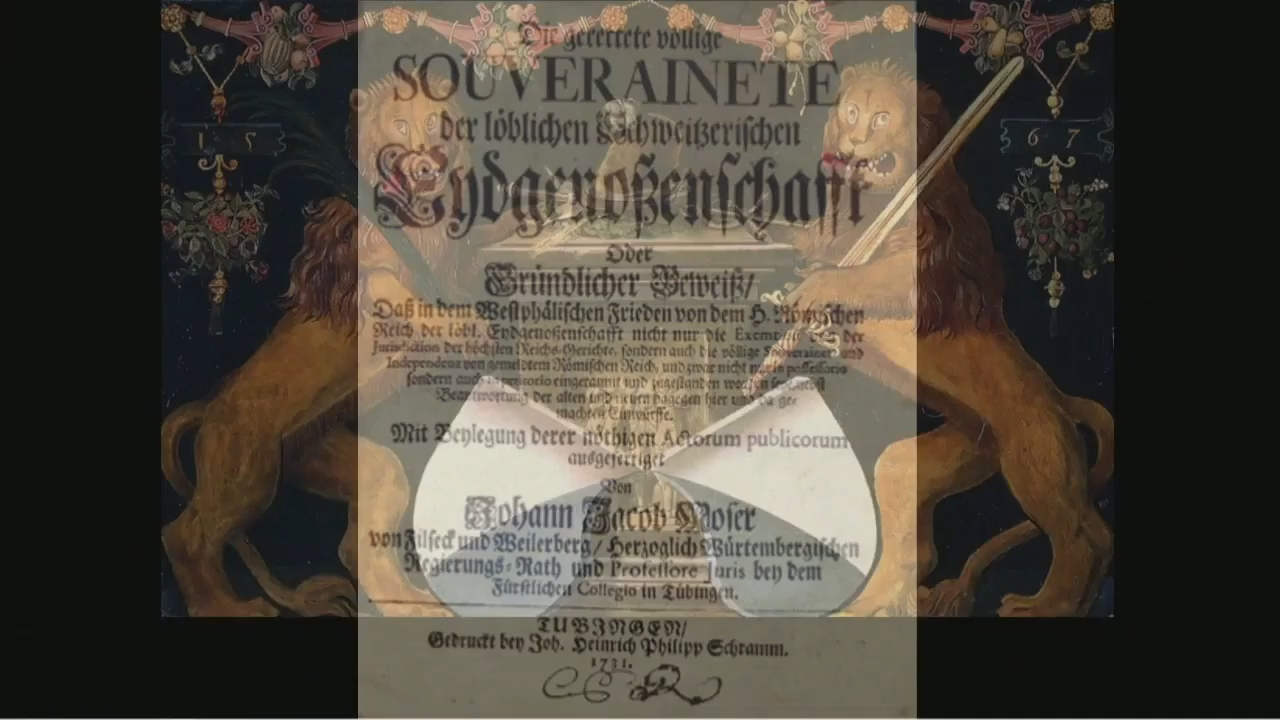 Die gerettete völlige
SOUVERAINETE
der löblichen Schweitzerischen
Eydgenoßenschafft
Oder
Gründlicher Beweiß/
Daß in dem Westphälischen Frieden von dem H. Römischen
Reich der löbl. Eydgenoßenschafft nicht nur die Exemption von der
Jurisdiction der höchsten Reichs-Gerichte, sondern auch die völlige Souverainete und
Independenz von gemeldtem Römischen Reich, und zwar nicht nur in possessorio
sondern auch in petitorio eingeraumt und zugestanden worden
Beantwortung der alten und neuen dagegen hier und da ge-
machten Einwürffe.
Mit Beylegung derer nöthigen Actorum publicorum
ausgefertiget
Von
Johann Jacob Moser
von Filseck und Weilerberg/ Herzoglich Würtembergischen
Regierungs-Rath und Professore Juris bey dem
Fürstlichen Collegio in Tübingen.
TUBINGEN/
Gedruckt bey Joh. Heinrich Philipp Schramm.
1731.
15
67